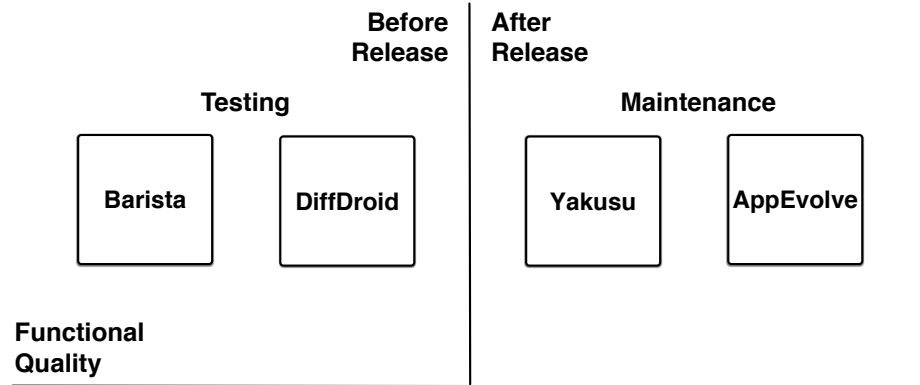 Before
Release
After
Release
Testing
Maintenance
Barista
DiffDroid
Yakusu
AppEvolve
Functional
Quality